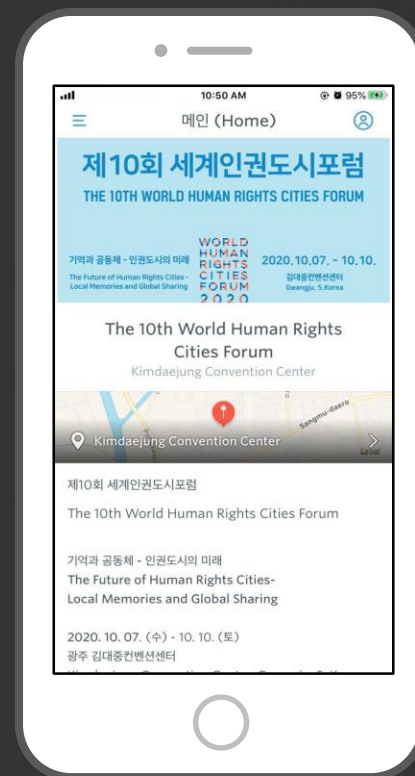 10:50 AM
95%
메인 (Home)
제10회 세계인권도시포럼
THE 10TH WORLD HUMAN RIGHTS CITIES FORUM
기억과 공동체 - 인권도시의 미래
The Future of Human Rights Cities -
Local Memories and Global Sharing
WORLD
HUMAN
RIGHTS
CITIES
FORUM
2020
2020.10.07. - 10.10.
김대중컨벤션센터
Gwangju, S.Korea
The 10th World Human Rights
Cities Forum
Kimdaejung Convention Center
Sangmu-daero
Kimdaejung Convention Center
Legal
제10회 세계인권도시포럼
The 10th World Human Rights Cities Forum
기억과 공동체 - 인권도시의 미래
The Future of Human Rights Cities-
Local Memories and Global Sharing
2020. 10. 07. (수) - 10. 10. (토)
광주 김대중컨벤션센터